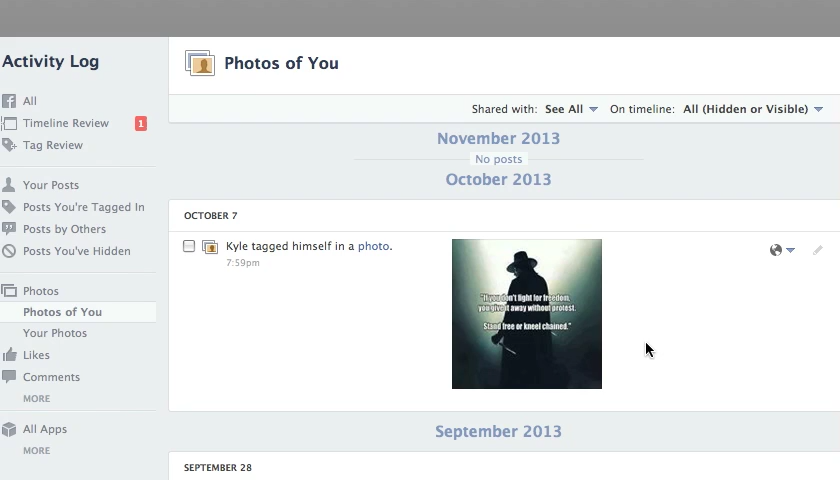 Activity Log
All
Timeline Review 1
Tag Review
Your Posts
Posts You're Tagged In
Posts by Others
Posts You've Hidden
Photos
Photos of You
Your Photos
Likes
Comments
MORE
All Apps
MORE
Photos of You
Shared with: See All On timeline: All (Hidden or Visible)
November 2013
No posts
October 2013
OCTOBER 7
Kyle tagged himself in a photo.
7:59pm
"If you don't fight for freedom,
you give it away without protest.
Stand free or kneel chained."
September 2013
SEPTEMBER 28